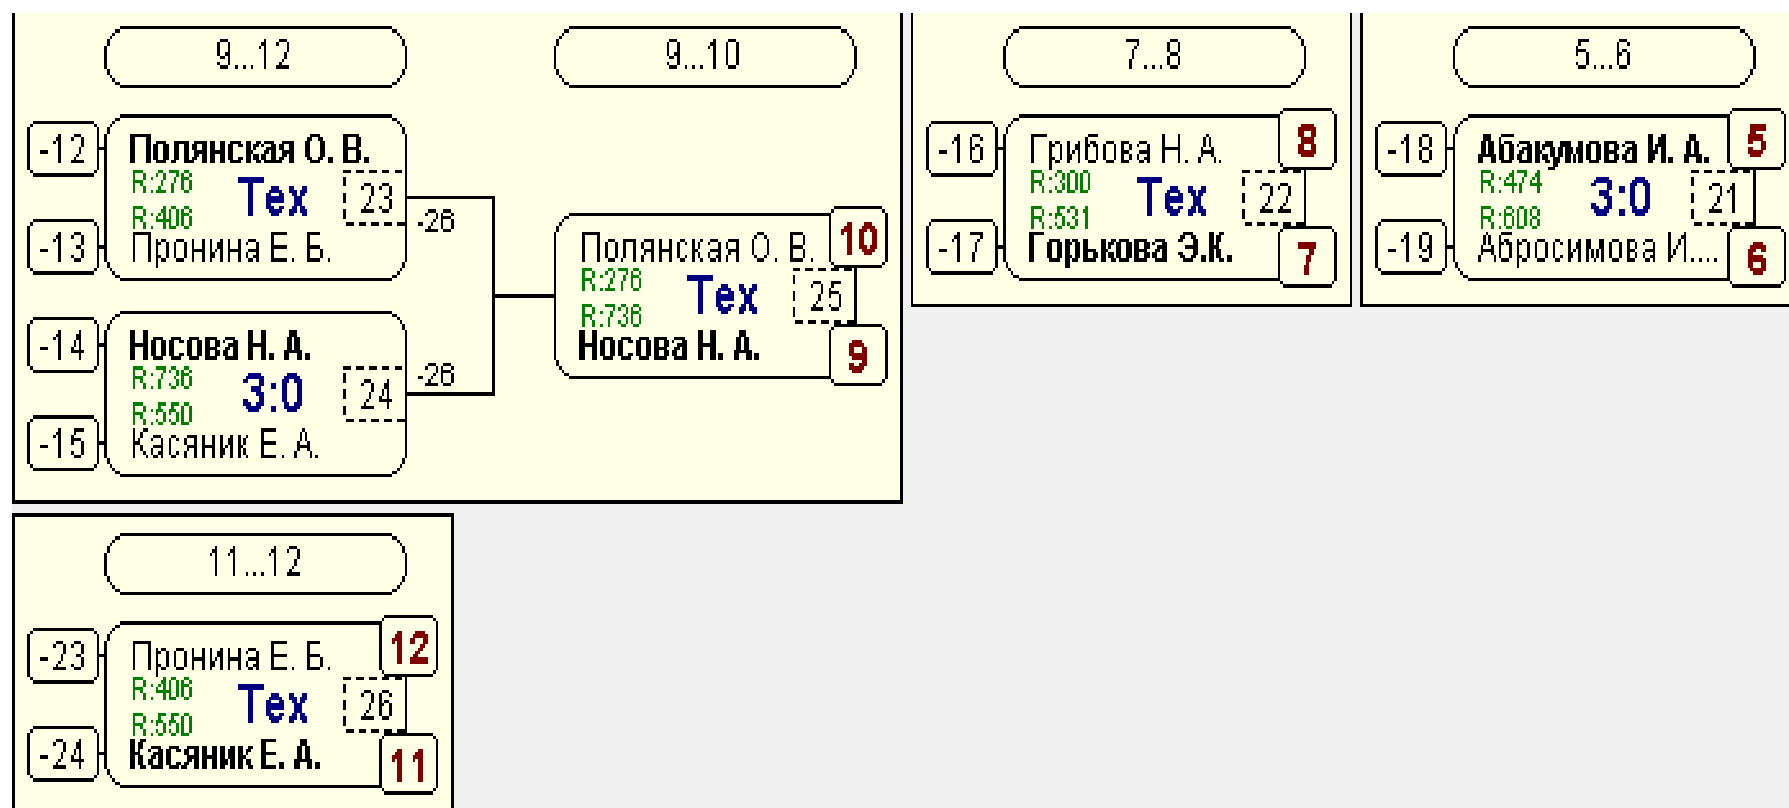 9...12
9...10
-12
Полянская О. В.
R:276
Тех
23
R:406
-13
Пронина Е. Б.
-26
-14
Носова Н. А.
R:736
3:0
24
R:550
-15
Касяник Е. А.
-26
Полянская О. В.
10
R:276
Тех
25
R:736
Носова Н. А.
9
7...8
-16
Грибова Н. А.
8
R:300
Тех
22
R:531
-17
Горькова Э.К.
7
5...6
-18
Абакумова И. А.
5
R:474
3:0
21
R:608
-19
Абросимова И....
6
11...12
-23
Пронина Е. Б.
12
R:406
Тех
26
R:550
-24
Касяник Е. А.
11